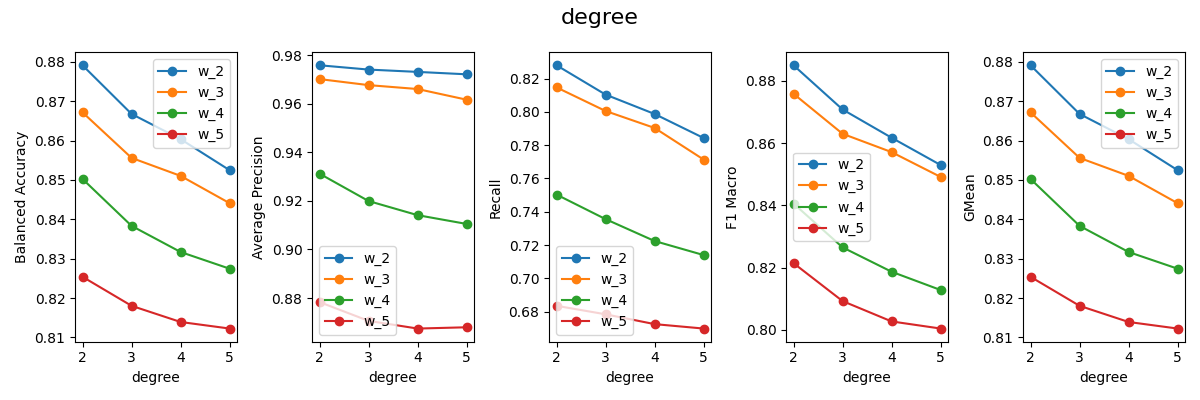 degree
Balanced Accuracy
0.88
0.87
0.86
0.85
0.84
0.83
0.82
0.81
w_2
w_3
w_4
w_5
2 3 4 5
degree
Average Precision
0.98
0.96
0.94
0.92
0.90
0.88
w_2
w_3
w_4
w_5
2 3 4 5
degree
Recall
0.82
0.80
0.78
0.76
0.74
0.72
0.70
0.68
w_2
w_3
w_4
w_5
2 3 4 5
degree
F1 Macro
0.88
0.86
0.84
0.82
0.80
w_2
w_3
w_4
w_5
2 3 4 5
degree
GMean
0.88
0.87
0.86
0.85
0.84
0.83
0.82
0.81
w_2
w_3
w_4
w_5
2 3 4 5
degree